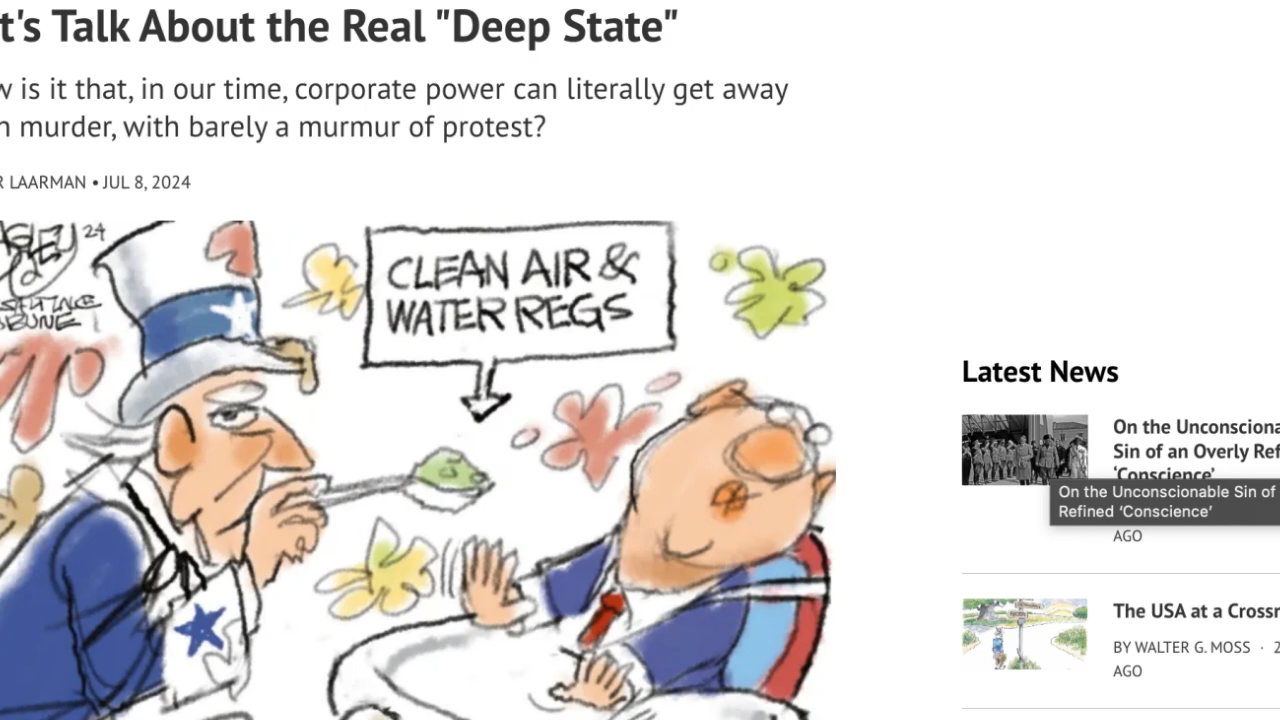 t's Talk About the Real "Deep State"
w is it that, in our time, corporate power can literally get away
h murder, with barely a murmur of protest?
R LAARMAN • JUL 8, 2024
24
CLEAN AIR &
WATER REGS
Latest News
On the Unconsciona
Sin of an Overly Ref
‘Conscience’
On the Unconscionable Sin of
Refined ‘Conscience’
AGO
The USA at a Crossr
BY WALTER G. MOSS · 2
AGO